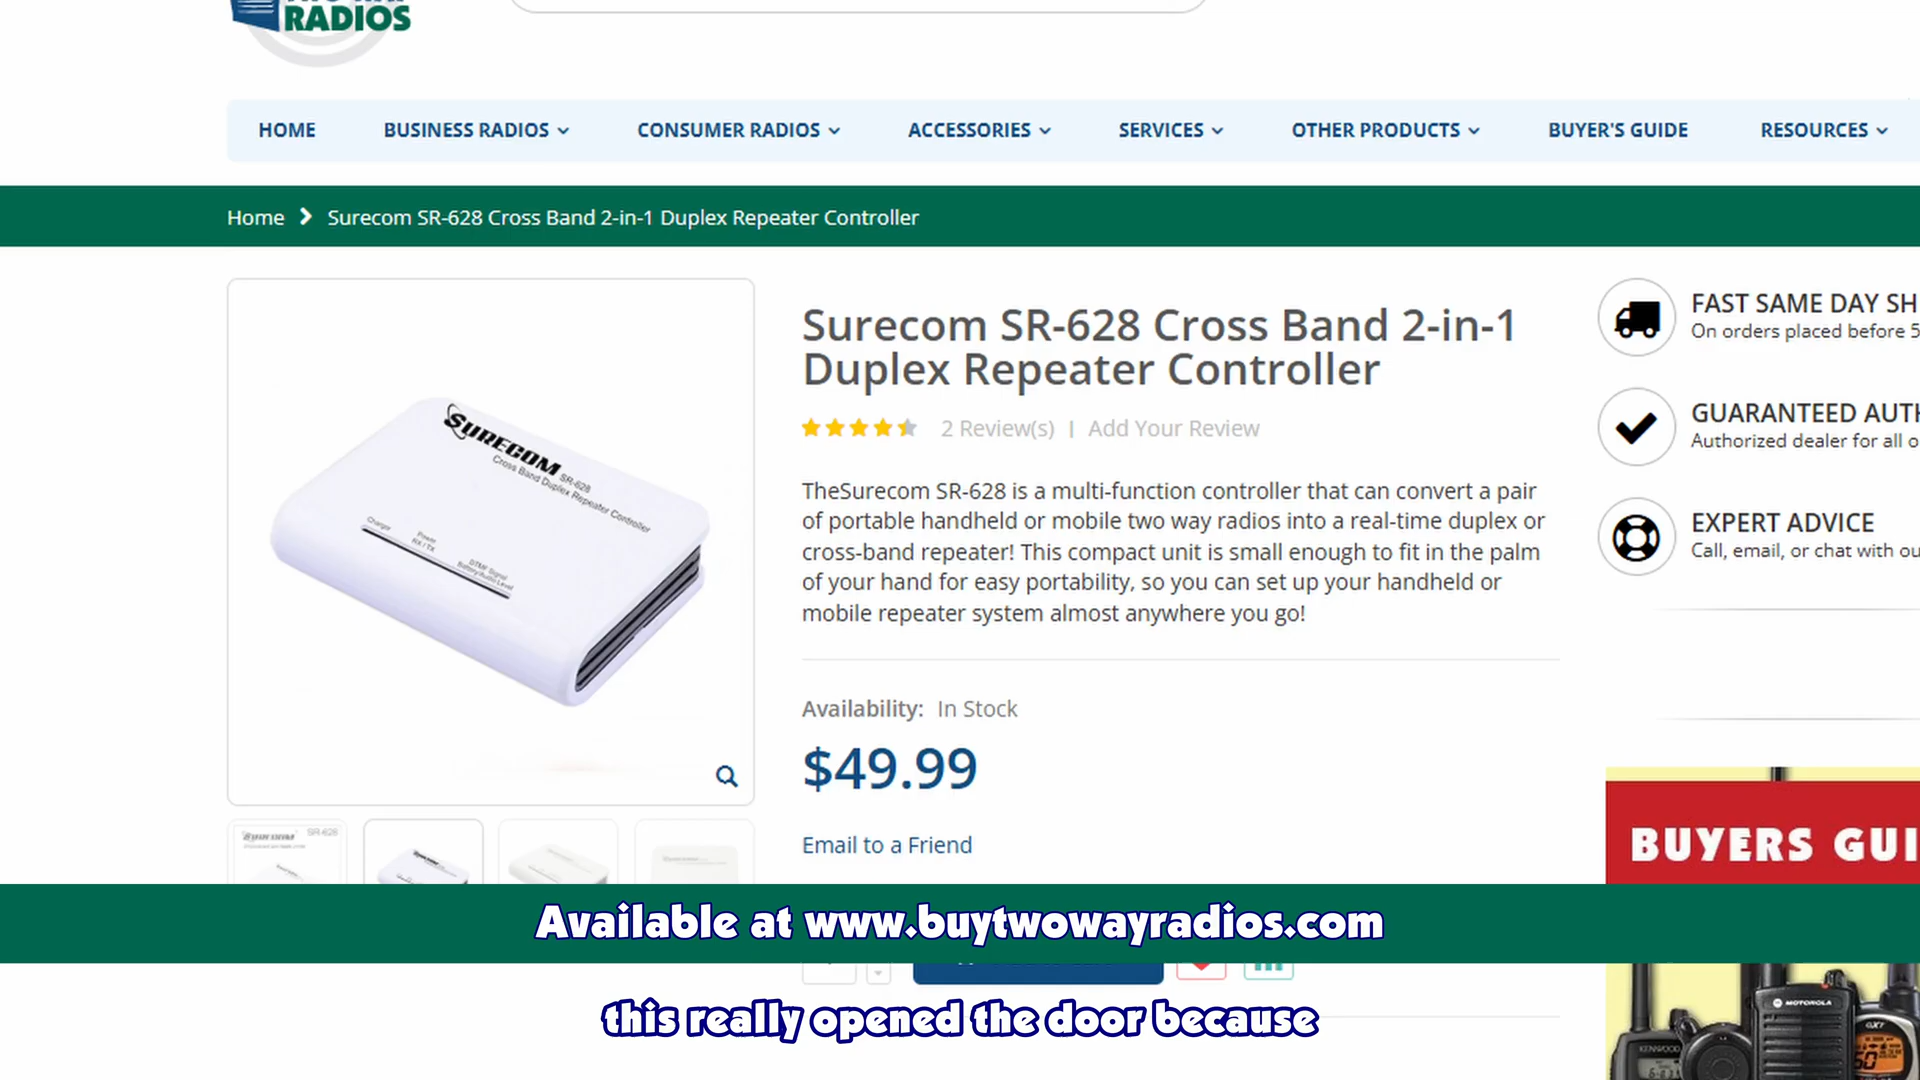 RADIOS
HOME BUSINESS RADIOS CONSUMER RADIOS ACCESSORIES SERVICES OTHER PRODUCTS BUYER'S GUIDE RESOURCES
Home Surecom SR-628 Cross Band 2-in-1 Duplex Repeater Controller
Surecom SR-628 Cross Band 2-in-1
Duplex Repeater Controller
2 Review(s) | Add Your Review
TheSurecom SR-628 is a multi-function controller that can convert a pair
of portable handheld or mobile two way radios into a real-time duplex or
cross-band repeater! This compact unit is small enough to fit in the palm
of your hand for easy portability, so you can set up your handheld or
mobile repeater system almost anywhere you go!
Availability: In Stock
$49.99
Email to a Friend
SURECOM SR-628
Cross Band Duplex Repeater Controller
Charger
Power
RX / TX
DTMF Signal
Battery/Audio Level
SURECOM SR-628
SURECOM
FAST SAME DAY SH
On orders placed before 5
GUARANTEED AUTH
Authorized dealer for all o
EXPERT ADVICE
Call, email, or chat with ou
BUYERS GUI
KENWOOD
MOTOROLA
GXT
Available at www.buytwowayradios.com
this really opened the door because